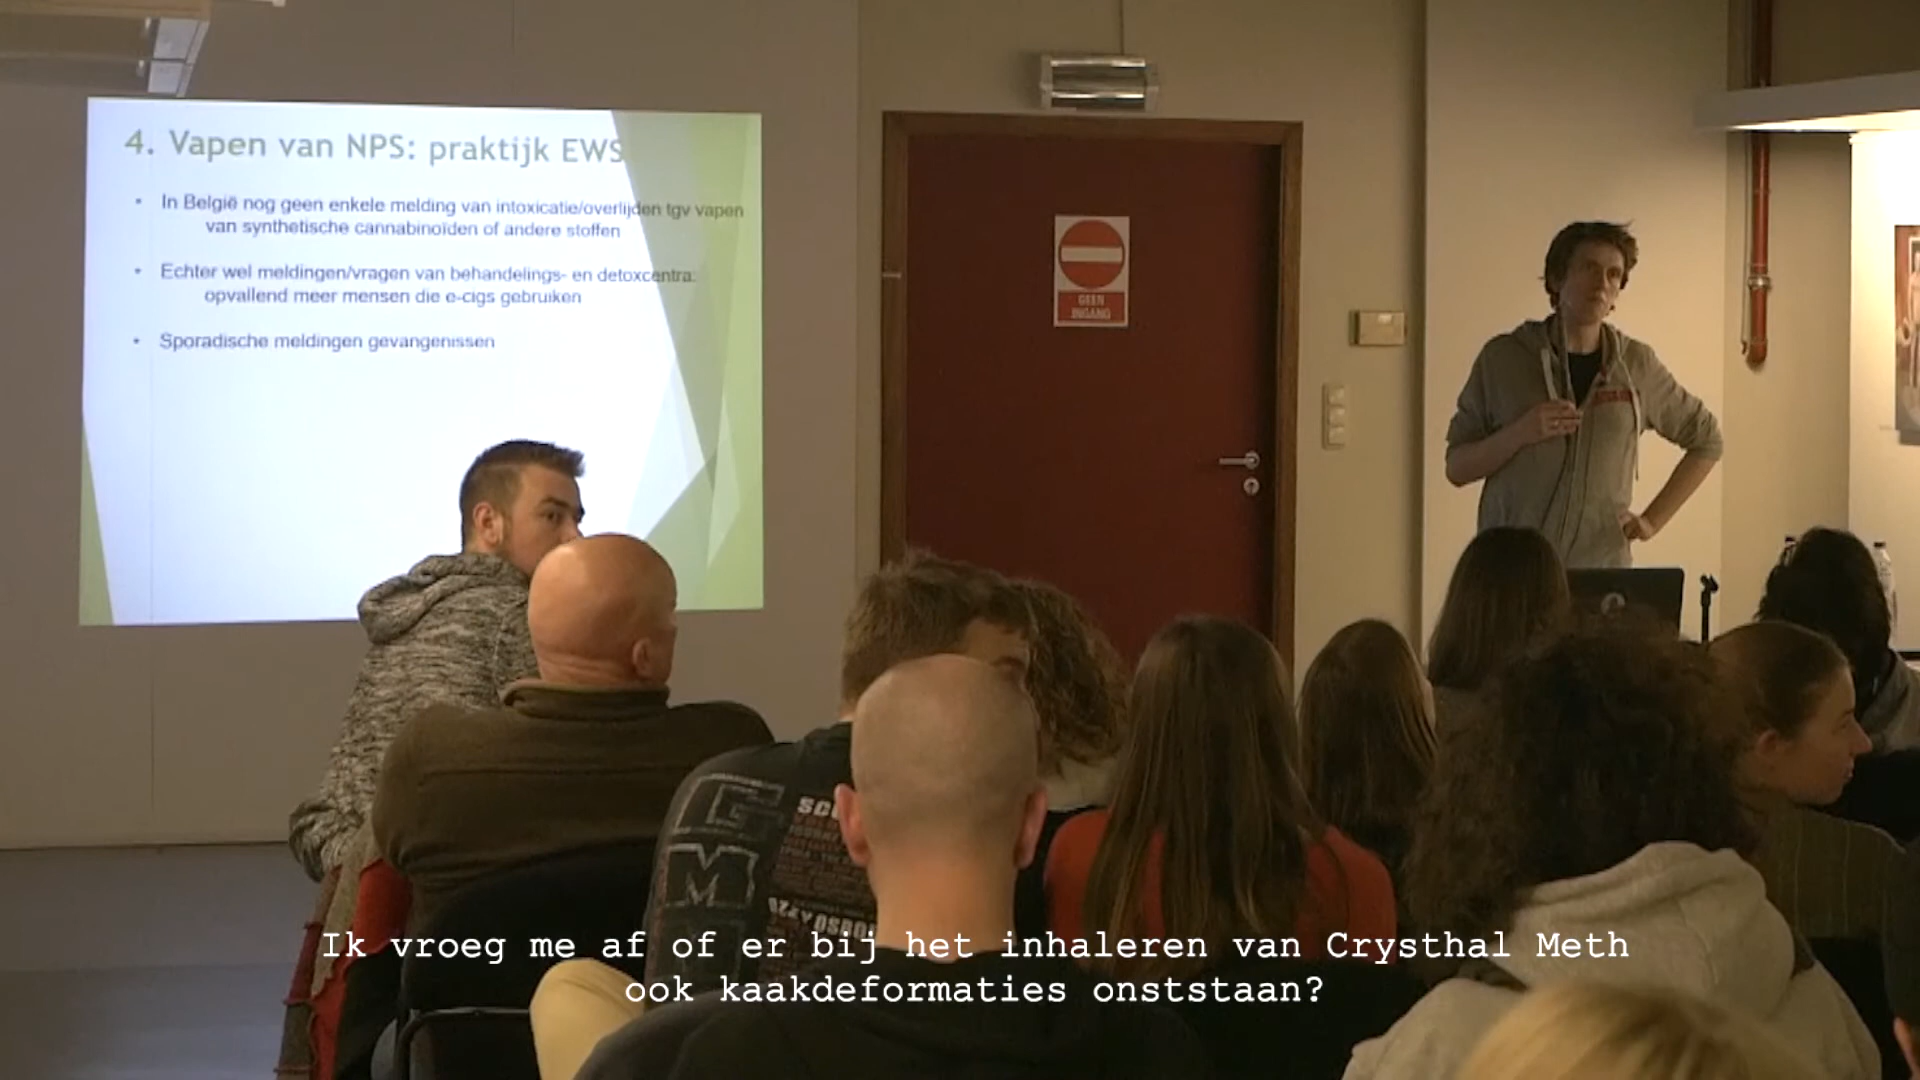 4. Vapen van NPS: praktijk EWS
• In België nog geen enkele melding van intoxicatie/overlijden tgv vapen
van synthetische cannabinoïden of andere stoffen
• Echter wel meldingen/vragen van behandelings- en detoxcentra:
opvallend meer mensen die e-cigs gebruiken
• Sporadische meldingen gevangenissen
GEEN
INGANG
Ik vroeg me af of er bij het inhaleren van Crysthal Meth
ook kaakdeformaties onststaan?